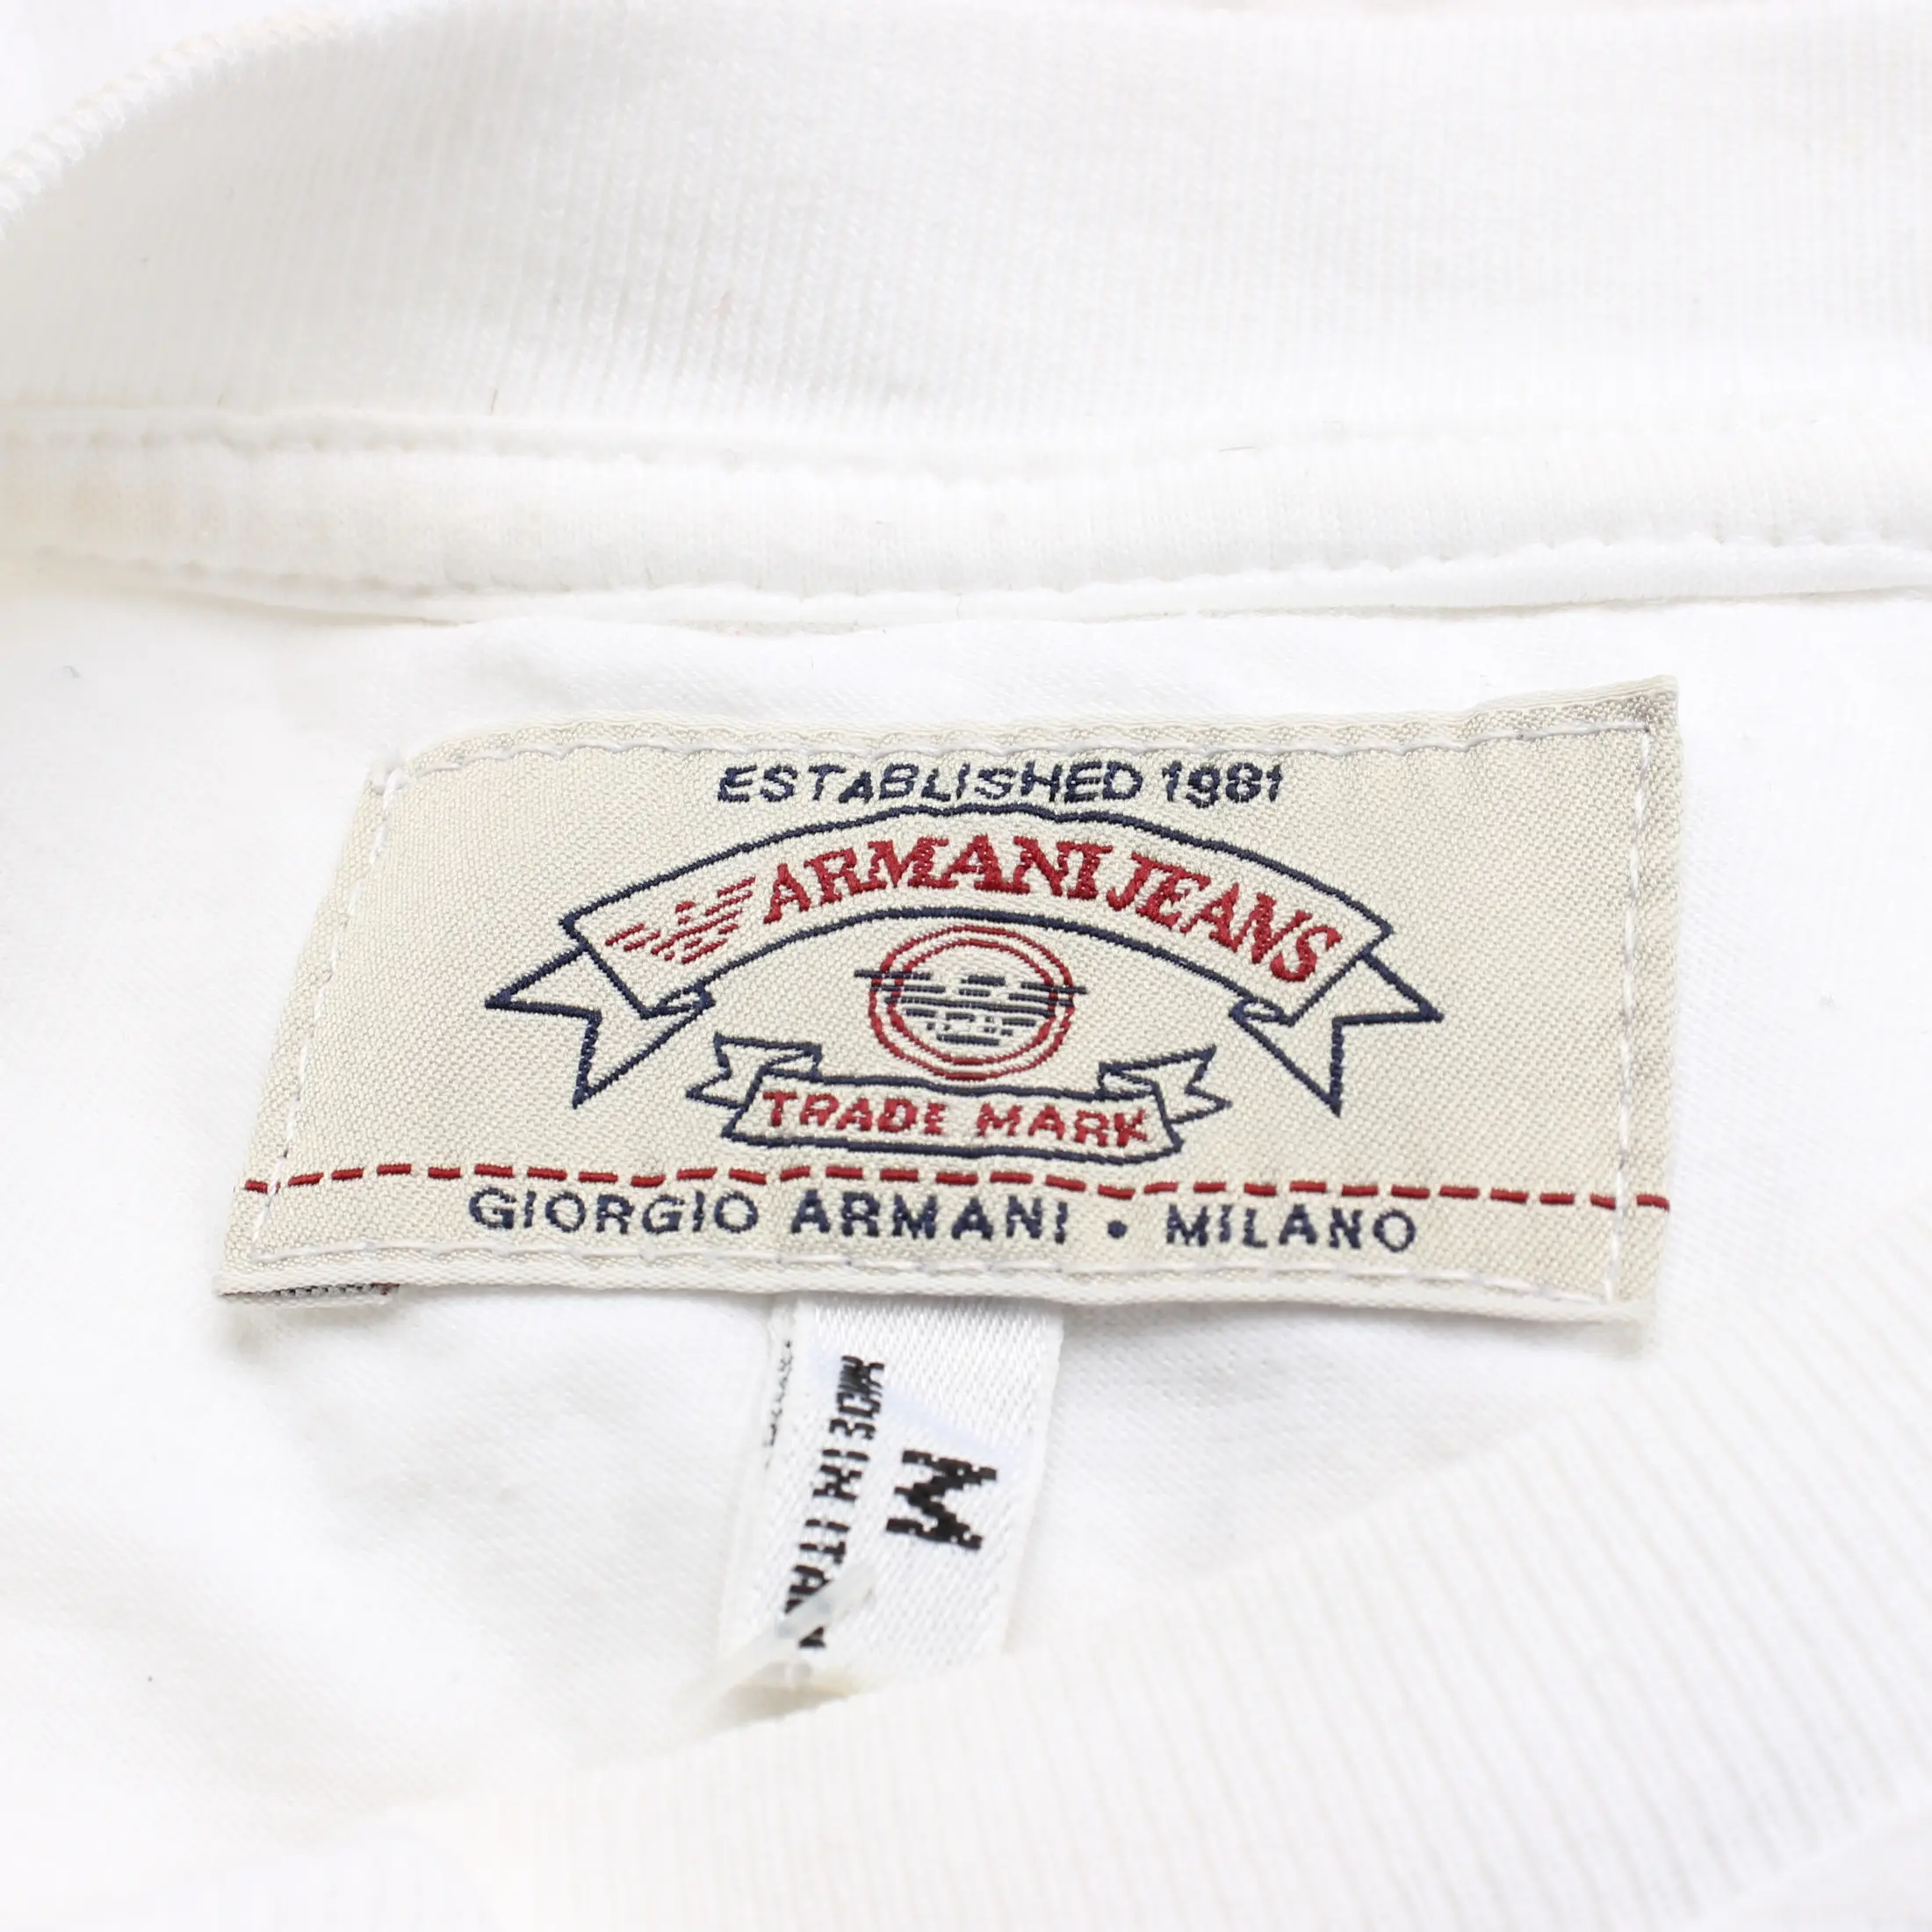 ESTABLISHED 1981
ARMANI JEANS
TRADE MARK
GIORGIO ARMANI • MILANO
M
MADE IN ITALY